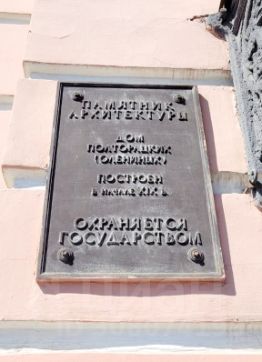 ПАМЯТНИК
АРХИТЕКТУРЫ
ДОМ
ПОЛТОРАЦКИХ
(ОЛЕНИНЫХ)
ПОСТРОЕН
В НАЧАЛЕ XIX В.
ОХРАНЯЕТСЯ
ГОСУДАРСТВОМ